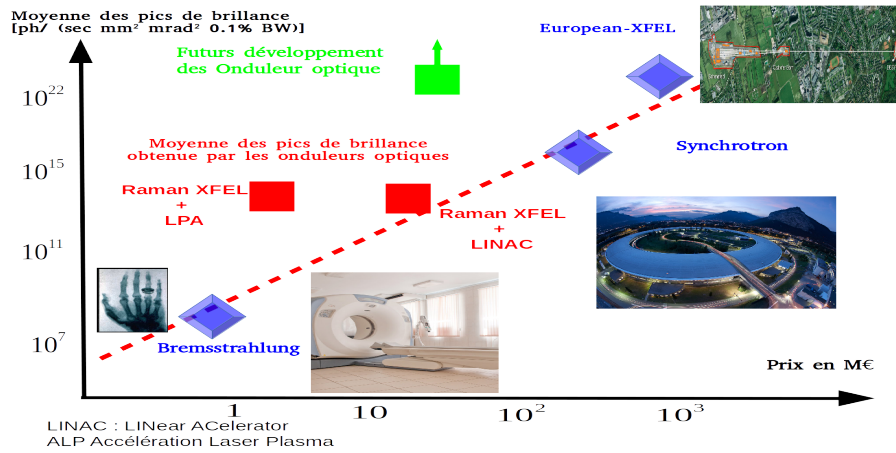 Moyenne des pics de brillance
[ph/ (sec mm² mrad² 0.1% BW)]
European-XFEL
Futurs développement
des Onduleur optique
10²²
Moyenne des pics de brillance
obtenue par les onduleurs optiques
Synchrotron
10¹⁵
Raman XFEL
+
LPA
Raman XFEL
+
LINAC
10¹¹
10⁷
Bremsstrahlung
Prix en M€
1
10
10²
10³
LINAC : LINear ACelerator
ALP Accélération Laser Plasma